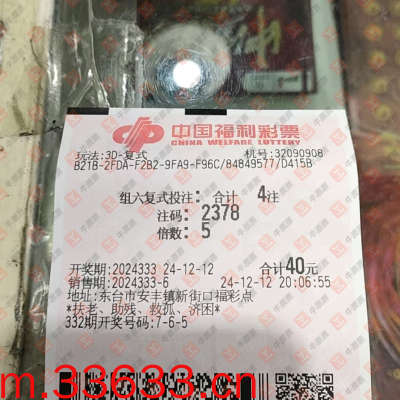 中国福利彩票
CHINA WELFARE LOTTERY
玩法:3D-复式 机号:32090908
B21B-2FDA-F2B2-9FA9-F96C/84849577/D415B
组六复式投注: 合计 4注
注码: 2378
倍数: 5
开奖期:2024333 24-12-12 合计40元
销售期:2024333-6 24-12-12 20:06:55
地址:东台市安丰镇新街口福彩点
*扶老、助残、救孤、济困*
332期开奖号码:7-6-5
m.33633.cn